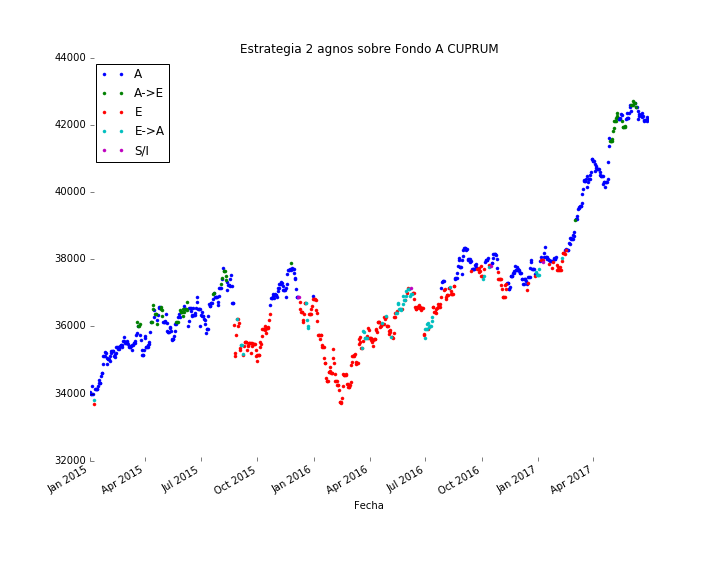 Estrategia 2 agnos sobre Fondo A CUPRUM
44000
42000
40000
38000
36000
34000
32000
A
A->E
E
E->A
S/I
Jan 2015
Apr 2015
Jul 2015
Oct 2015
Jan 2016
Apr 2016
Jul 2016
Oct 2016
Jan 2017
Apr 2017
Fecha